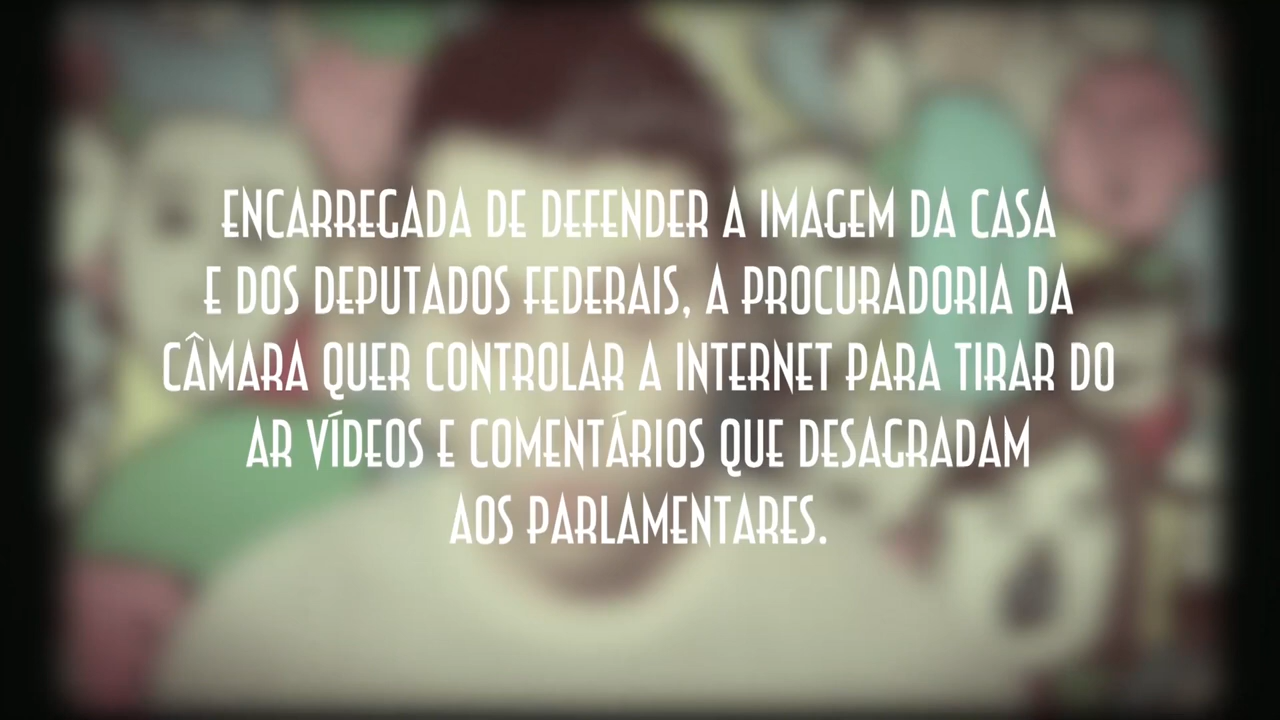 ENCARREGADA DE DEFENDER A IMAGEM DA CASA
E DOS DEPUTADOS FEDERAIS, A PROCURADORIA DA
CÂMARA QUER CONTROLAR A INTERNET PARA TIRAR DO
AR VÍDEOS E COMENTÁRIOS QUE DESAGRADAM
AOS PARLAMENTARES.